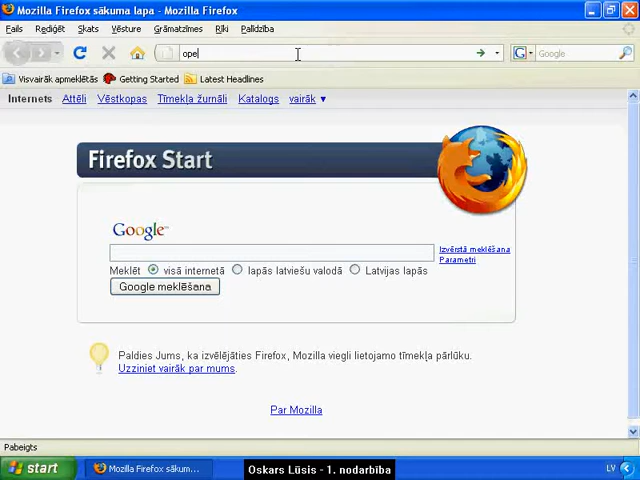 Mozilla Firefox sākuma lapa - Mozilla Firefox
Fails Rediģēt Skats Vēsture Grāmatzīmes Rīki Palīdzība
opel
G Google
Visvairāk apmeklētās Getting Started Latest Headlines
Internets Attēli Vēstkopas Tīmekļa žurnāli Katalogs vairāk ▼
Firefox Start
Google™
Izvērstā meklēšana
Parametri
Meklēt visā internetā lapās latviešu valodā Latvijas lapās
Google meklēšana
Paldies Jums, ka izvēlējāties Firefox, Mozilla viegli lietojamo tīmekļa pārlūku.
Uzziniet vairāk par mums.
Par Mozilla
Pabeigts
start Mozilla Firefox sākum... Oskars Lūsis - 1. nodarbība LV